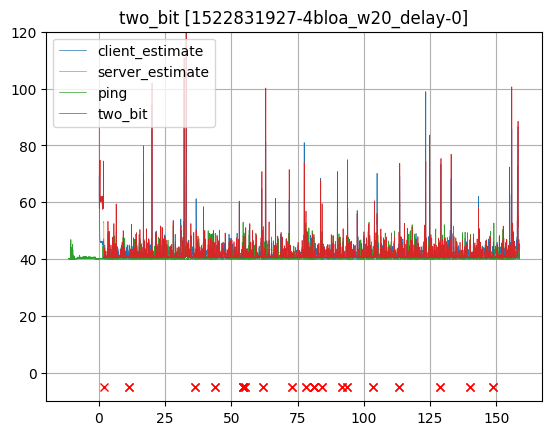 two_bit [1522831927-4bloa_w20_delay-0]
120
100
80
60
40
20
0
client_estimate
server_estimate
ping
two_bit
0 25 50 75 100 125 150